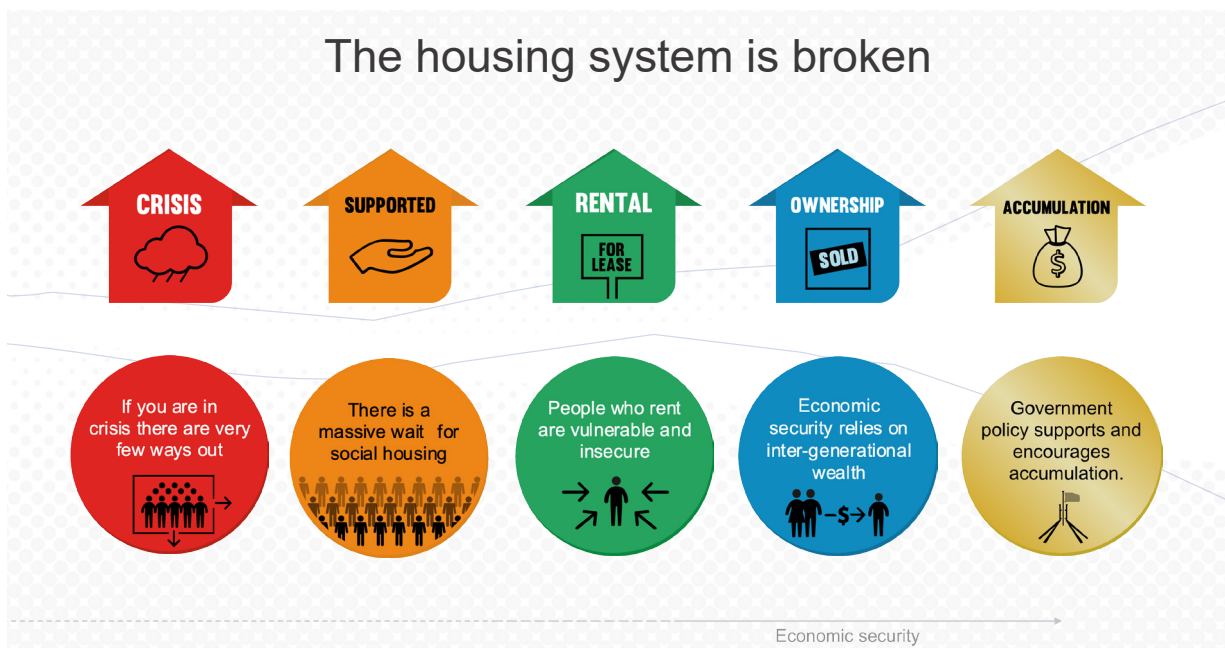 The housing system is broken
CRISIS
SUPPORTED
RENTAL
FOR
LEASE
OWNERSHIP
SOLD
ACCUMULATION
$
If you are in
crisis there are very
few ways out
There is a
massive wait for
social housing
People who rent
are vulnerable and
insecure
Economic
security relies on
inter-generational
wealth
$
Government
policy supports and
encourages
accumulation.
Economic security